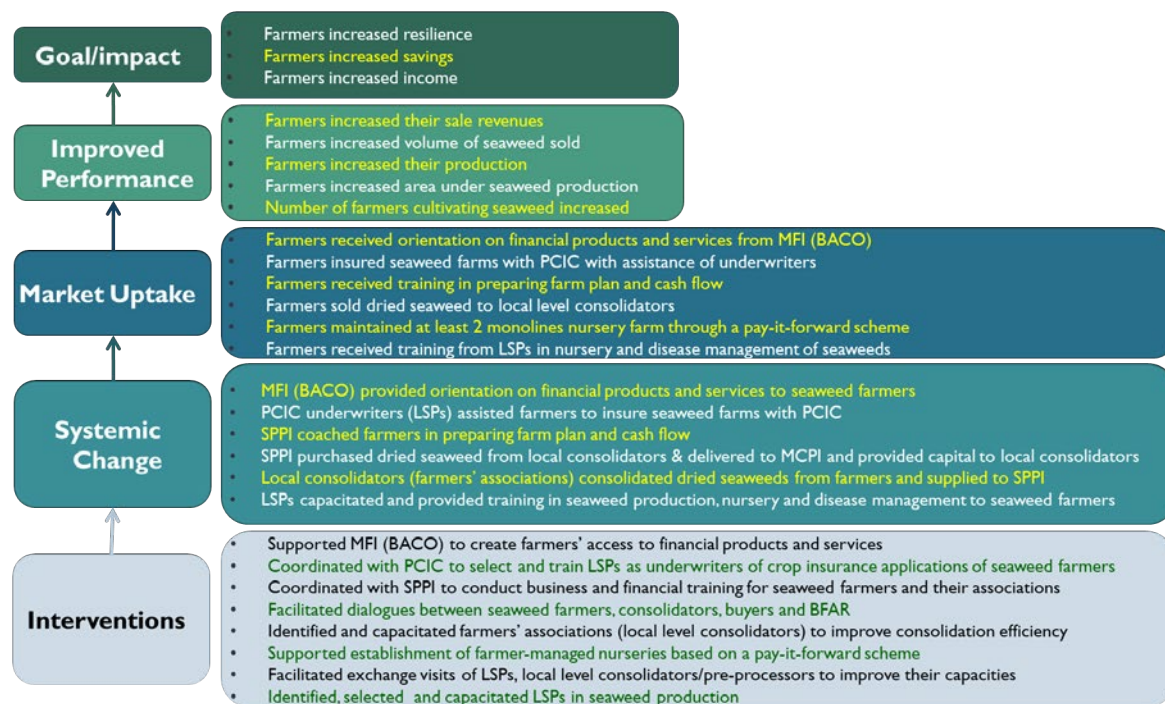 Goal/impact
• Farmers increased resilience
• Farmers increased savings
• Farmers increased income
Improved
Performance
• Farmers increased their sale revenues
• Farmers increased volume of seaweed sold
• Farmers increased their production
• Farmers increased area under seaweed production
• Number of farmers cultivating seaweed increased
Market Uptake
• Farmers received orientation on financial products and services from MFI (BACO)
• Farmers insured seaweed farms with PCIC with assistance of underwriters
• Farmers received training in preparing farm plan and cash flow
• Farmers sold dried seaweed to local level consolidators
• Farmers maintained at least 2 monolines nursery farm through a pay-it-forward scheme
• Farmers received training from LSPs in nursery and disease management of seaweeds
Systemic
Change
• MFI (BACO) provided orientation on financial products and services to seaweed farmers
• PCIC underwriters (LSPs) assisted farmers to insure seaweed farms with PCIC
• SPPI coached farmers in preparing farm plan and cash flow
• SPPI purchased dried seaweed from local consolidators & delivered to MCPI and provided capital to local consolidators
• Local consolidators (farmers' associations) consolidated dried seaweeds from farmers and supplied to SPPI
• LSPs capacitated and provided training in seaweed production, nursery and disease management to seaweed farmers
Interventions
• Supported MFI (BACO) to create farmers' access to financial products and services
• Coordinated with PCIC to select and train LSPs as underwriters of crop insurance applications of seaweed farmers
• Coordinated with SPPI to conduct business and financial training for seaweed farmers and their associations
• Facilitated dialogues between seaweed farmers, consolidators, buyers and BFAR
• Identified and capacitated farmers' associations (local level consolidators) to improve consolidation efficiency
• Supported establishment of farmer-managed nurseries based on a pay-it-forward scheme
• Facilitated exchange visits of LSPs, local level consolidators/pre-processors to improve their capacities
• Identified, selected and capacitated LSPs in seaweed production